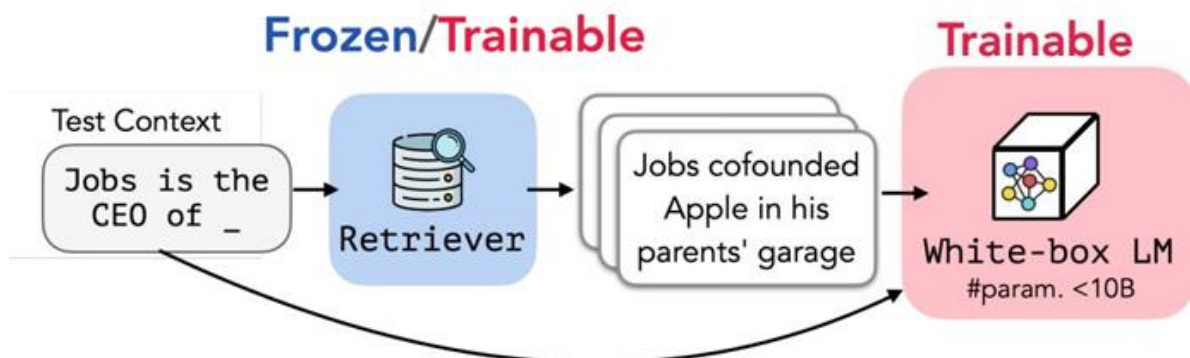 Frozen/Trainable
Trainable
Test Context
Jobs is the
CEO of _
Retriever
Jobs cofounded
Apple in his
parents' garage
White-box LM
#param. <10B